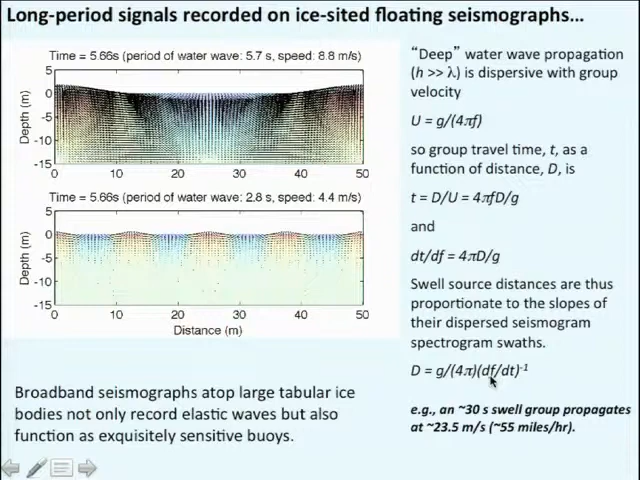 Long-period signals recorded on ice-sited floating seismographs...
Time = 5.66s (period of water wave: 5.7 s, speed: 8.8 m/s)
Depth (m)
5
0
-5
-10
-15
0 10 20 30 40 50
Time = 5.66s (period of water wave: 2.8 s, speed: 4.4 m/s)
Depth (m)
5
0
-5
-10
-15
0 10 20 30 40 50
Distance (m)
Broadband seismographs atop large tabular ice
bodies not only record elastic waves but also
function as exquisitely sensitive buoys.
“Deep” water wave propagation
(h >> λ) is dispersive with group
velocity
U = g/(4πf)
so group travel time, t, as a
function of distance, D, is
t = D/U = 4πfD/g
and
dt/df = 4πD/g
Swell source distances are thus
proportionate to the slopes of
their dispersed seismogram
spectrogram swaths.
D = g/(4π)(df/dt)⁻¹
e.g., an ~30 s swell group propagates
at ~23.5 m/s (~55 miles/hr).